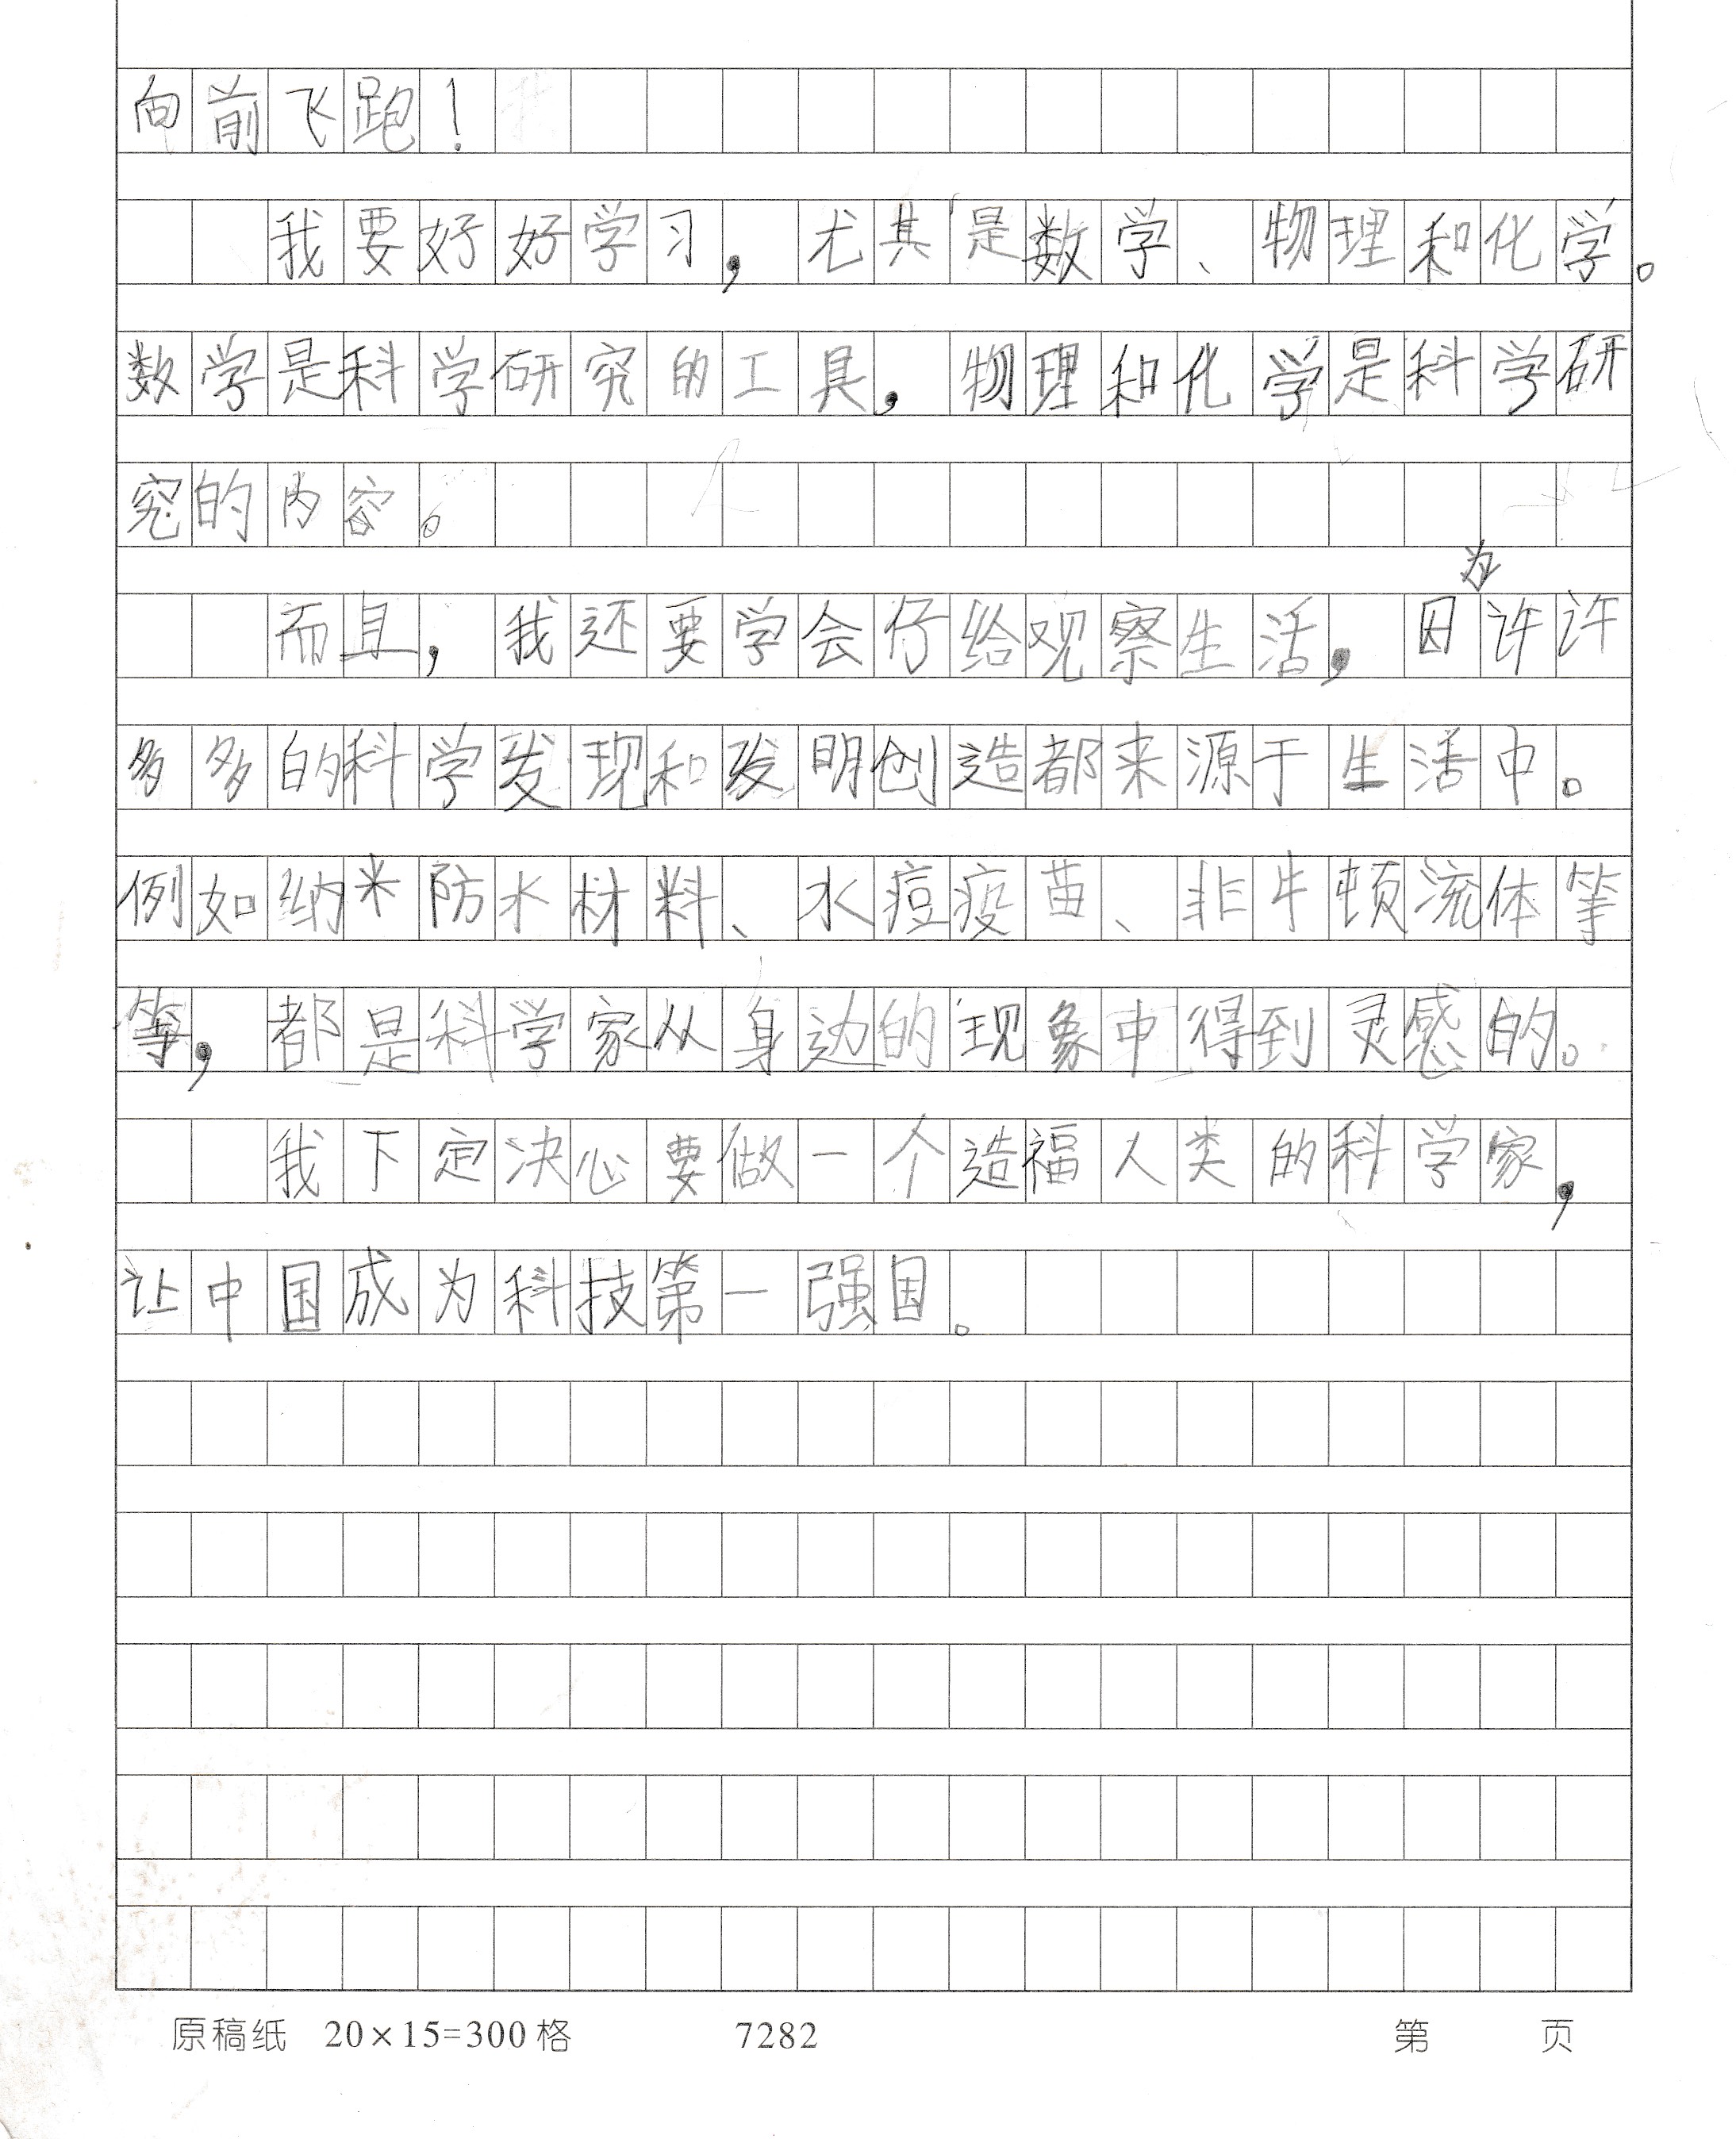 向前飞跑！
我要好好学习，尤其是数学、物理和化学。
数学是科学研究的工具，物理和化学是科学研
究的内容。
而且，我还要学会仔给观察生活，因为许许
多多的科学发现和发明创造都来源于生活中。
例如纳米防水材料、水痘疫苗、非牛顿流体等
等，都是科学家从身边的现象中得到灵感的。
我下定决心要做一个造福人类的科学家，
让中国成为科技第一强国。
原稿纸 20×15=300格 7282 第 页